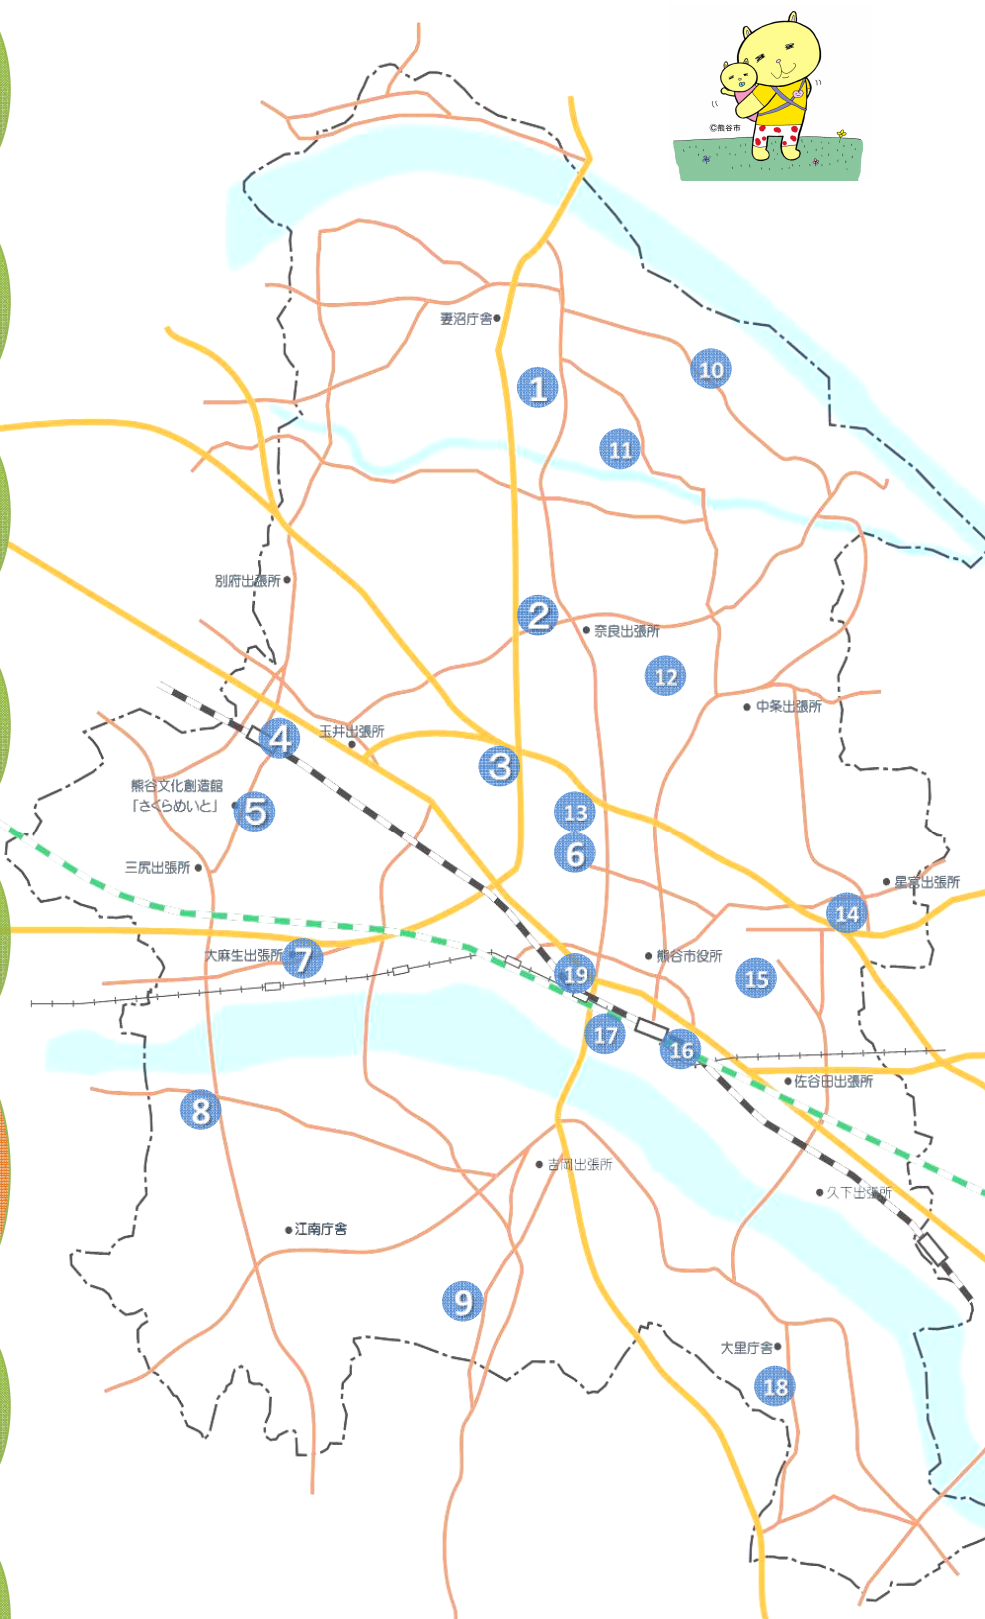 ©熊谷市
妻沼庁舎
1
10
11
別府出張所
2
奈良出張所
12
中条出張所
4
玉井出張所
3
熊谷文化創造館
「さくらめいと」
5
13
6
三尻出張所
星宮出張所
14
大麻生出張所
7
熊谷市役所
19
15
17
16
佐谷田出張所
8
吉岡出張所
久下出張所
江南庁舎
9
大里庁舎
18